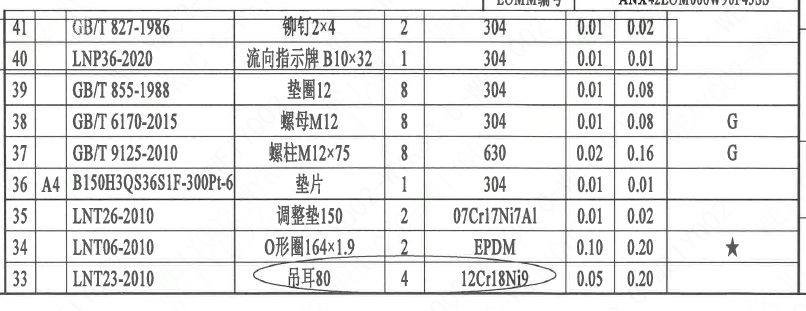 41 GB/T 827-1986 铆钉2×4 2 304 0.01 0.02
40 LNP36-2020 流向指示牌 B10×32 1 304 0.01 0.01
39 GB/T 855-1988 垫圈12 8 304 0.01 0.08
38 GB/T 6170-2015 螺母M12 8 304 0.01 0.08 G
37 GB/T 9125-2010 螺柱M12×75 8 630 0.02 0.16 G
36 A4 B150H3QS36S1F-300Pt-6 垫片 1 304 0.01 0.01
35 LNT26-2010 调整垫150 2 07Cr17Ni7Al 0.01 0.02
34 LNT06-2010 O形圈164×1.9 2 EPDM 0.10 0.20 ★
33 LNT23-2010 吊耳80 4 12Cr18Ni9 0.05 0.20